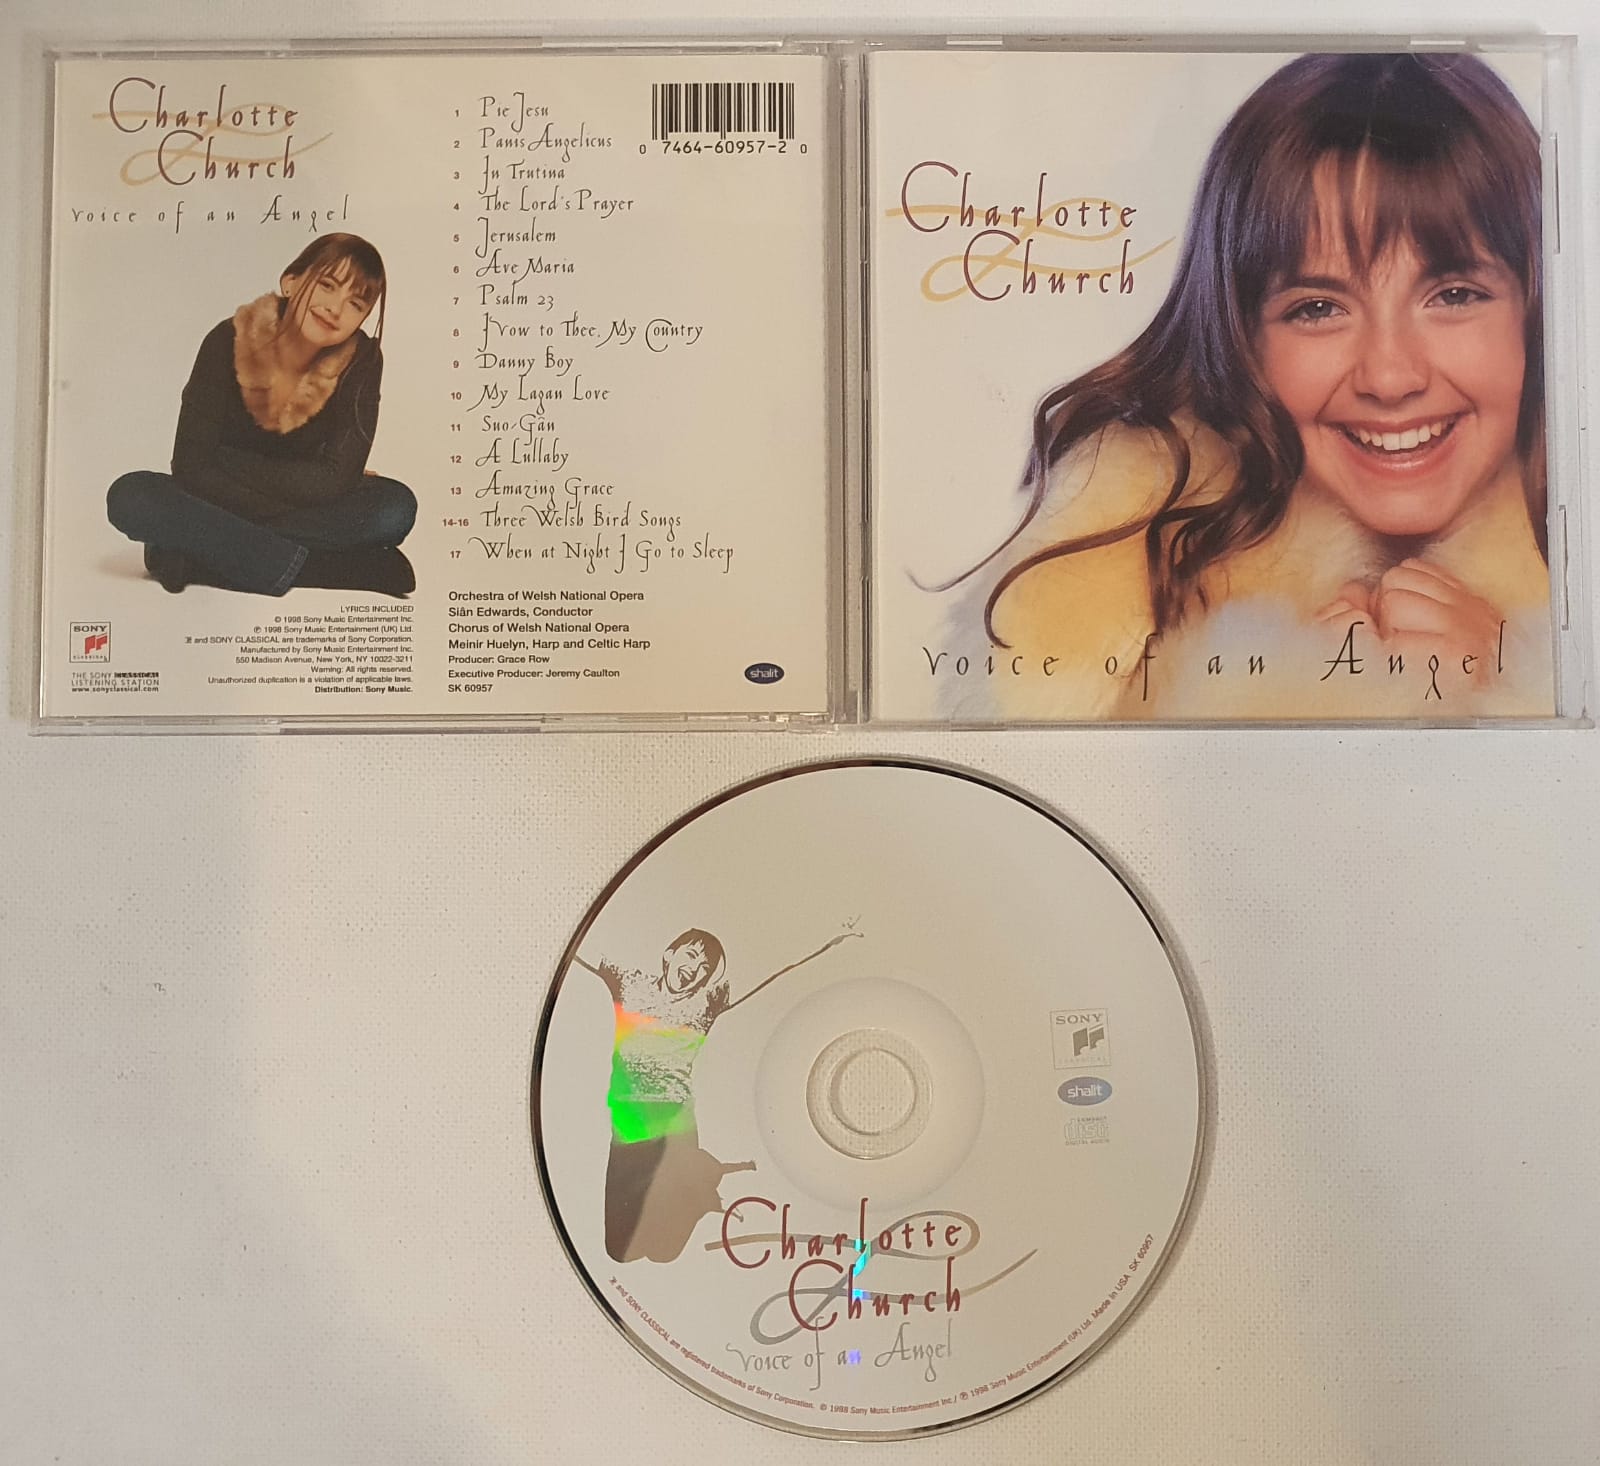 Charlotte
Church
Voice of an Angel
1 Pie Jesu
2 Panis Angelicus
3 In Trutina
4 The Lord's Prayer
5 Jerusalem
6 Ave Maria
7 Psalm 23
8 I Vow to Thee, My Country
9 Danny Boy
10 My Lagan Love
11 Suo-Gân
12 A Lullaby
13 Amazing Grace
14-16 Three Welsh Bird Songs
17 When at Night I Go to Sleep
0 7464-60957-2 0
Orchestra of Welsh National Opera
Siân Edwards, Conductor
Chorus of Welsh National Opera
Meinir Huelyn, Harp and Celtic Harp
Producer: Grace Row
Executive Producer: Jeremy Caulton
SK 60957
shalit
LYRICS INCLUDED
© 1998 Sony Music Entertainment Inc.
℗ 1998 Sony Music Entertainment (UK) Ltd.
and SONY CLASSICAL are trademarks of Sony Corporation.
Manufactured by Sony Music Entertainment Inc.
550 Madison Avenue, New York, NY 10022-3211
Warning: All rights reserved.
Unauthorized duplication is a violation of applicable laws.
Distribution: Sony Music.
SONY
CLASSICAL
THE SONY CLASSICAL
LISTENING STATION
www.sonyclassical.com
Charlotte
Church
Voice of an Angel
SONY
CLASSICAL
shalit
COMPACT
disc
DIGITAL AUDIO
Charlotte
Church
Voice of an Angel
and SONY CLASSICAL are registered trademarks of Sony Corporation. © 1998 Sony Music Entertainment Inc./ ℗ 1998 Sony Music Entertainment (UK) Ltd. Made in USA SK 60957